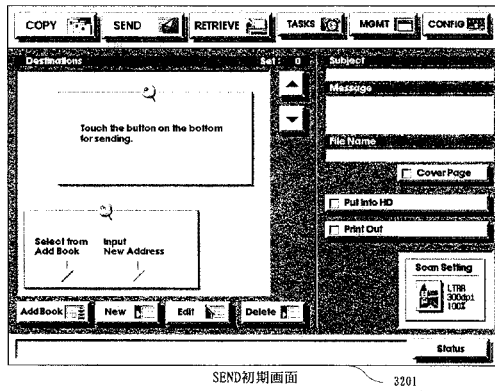 COPY SEND RETRIEVE TASKS MGMT CONFIG
Destinations Set: 0
Touch the button on the bottom
for sending.
Select from
Add Book
Input
New Address
Add Book New Edit Delete
Subject
Message
File Name
Cover Page
Put Into HD
Print Out
Scan Setting
LTRR
300dpi
100%
Status
SEND初期画面
3201